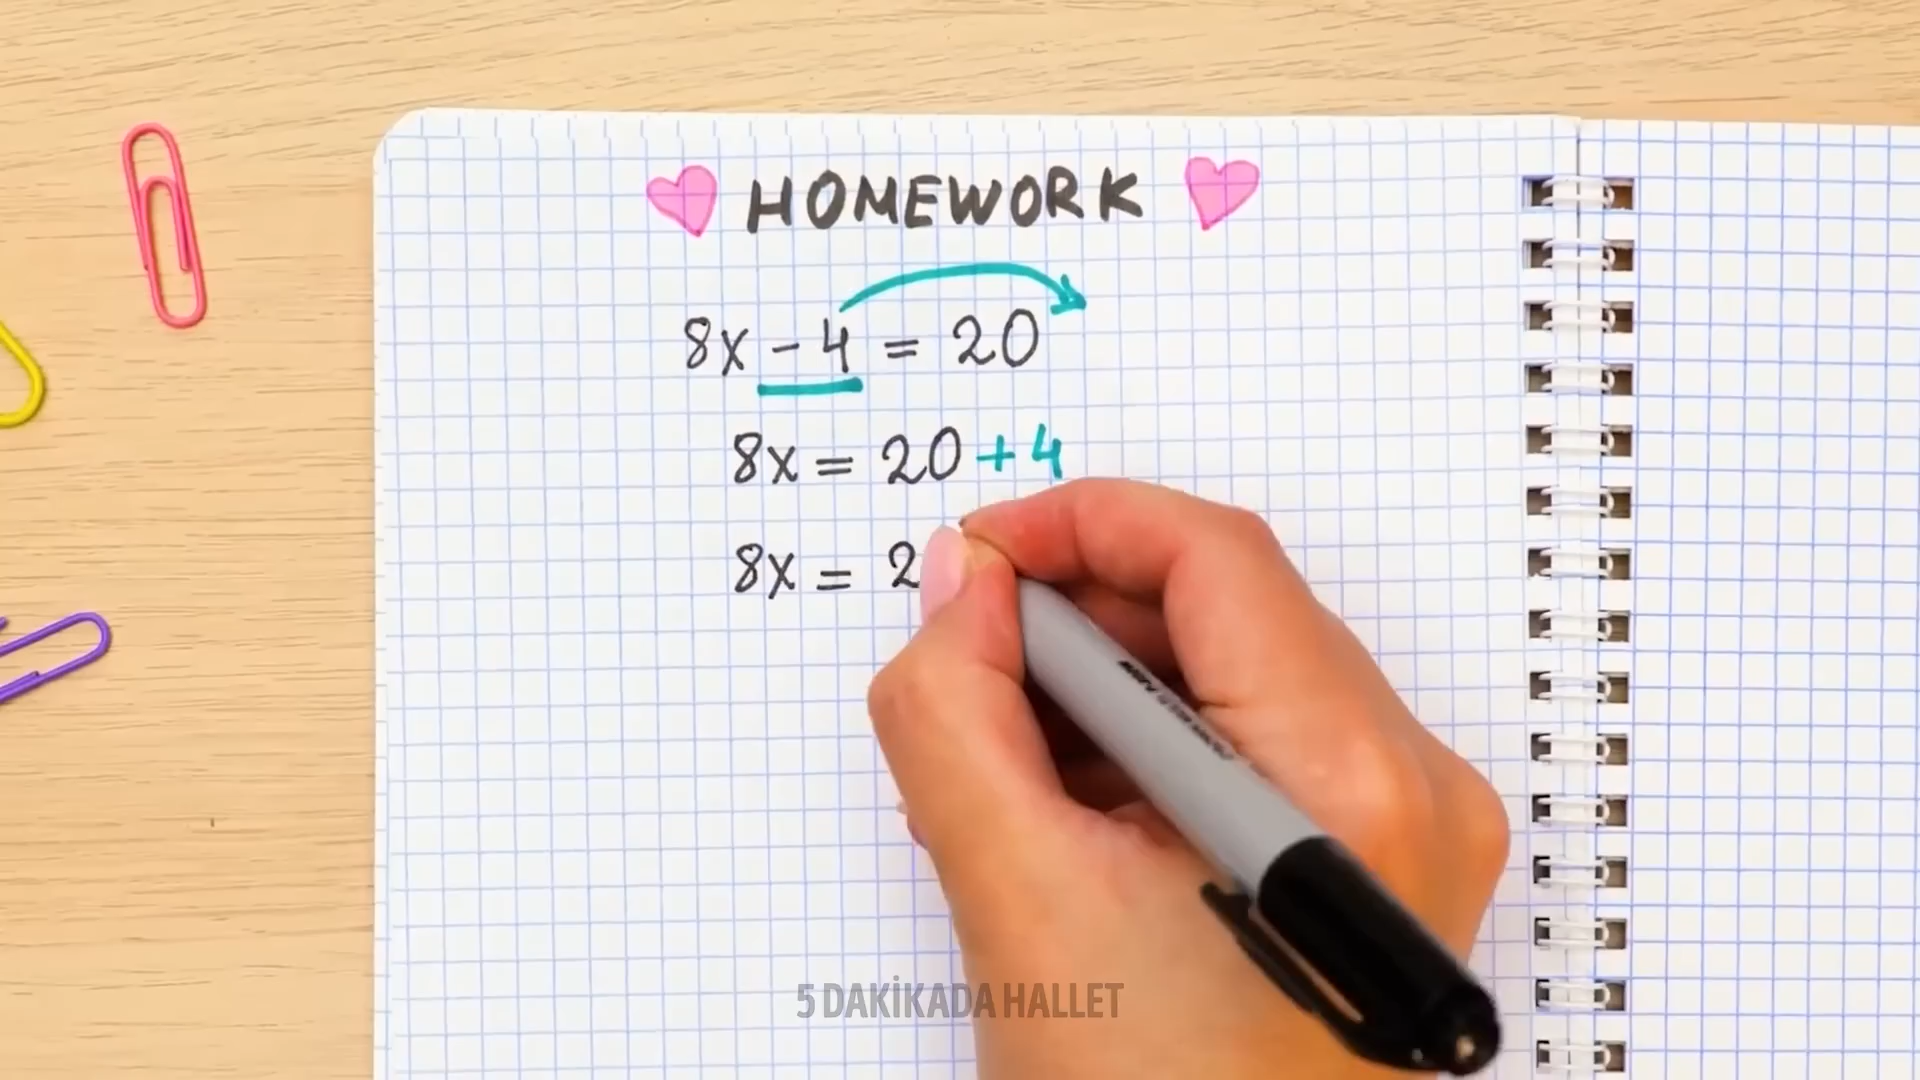 HOMEWORK
8x - 4 = 20
8x = 20 + 4
8x = 2
5 DAKİKADA HALLET